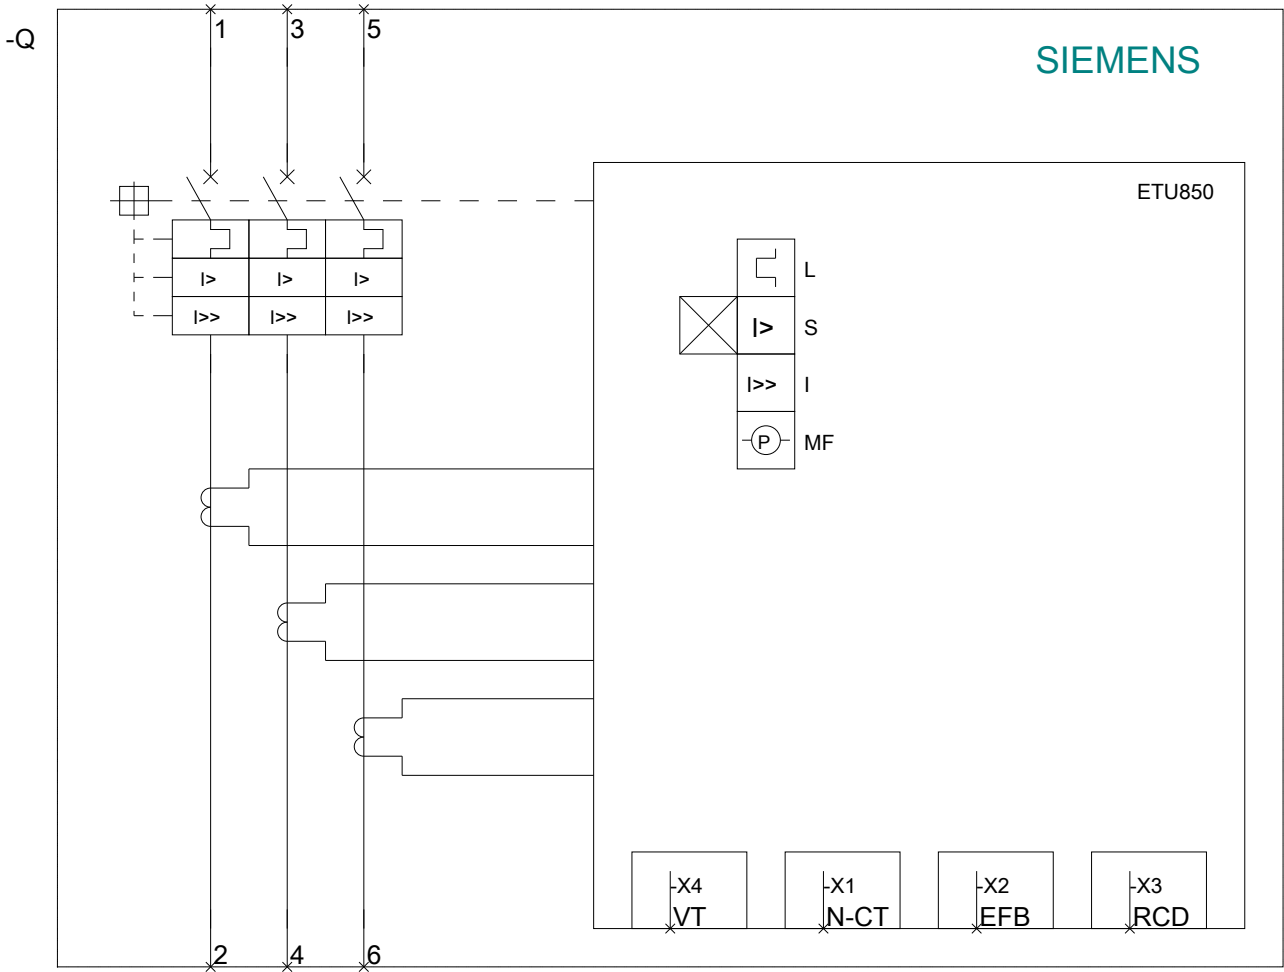 1 3 5
-Q
SIEMENS
ETU850
L
I> I> I>
I>> I>> I>>
I> S
I>> I
P MF
-X4 -X1 -X2 -X3
VT N-CT EFB RCD
2 4 6